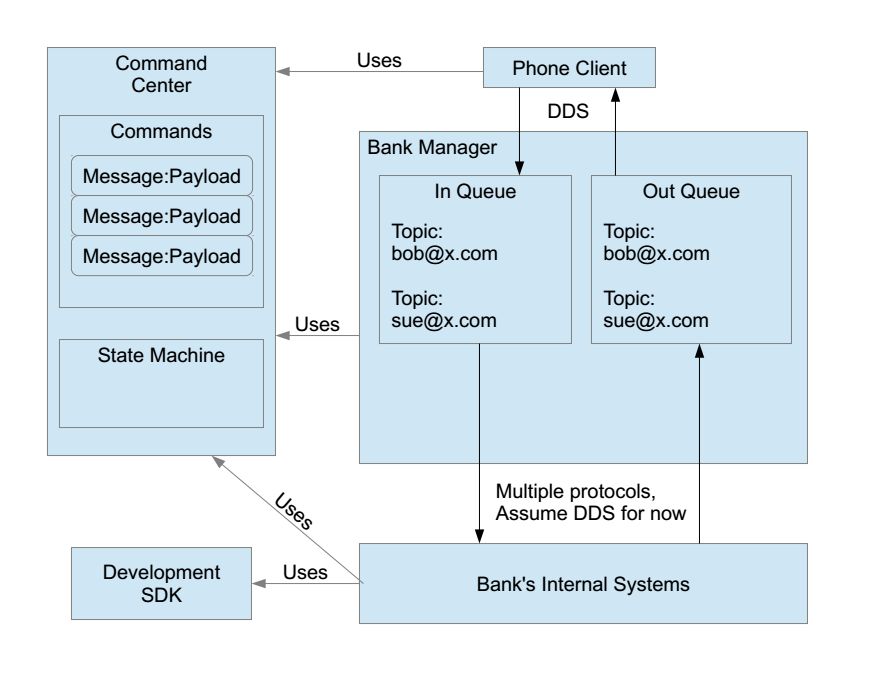 Command
Center
Commands
Message:Payload
Message:Payload
Message:Payload
State Machine
Uses
Phone Client
DDS
Bank Manager
In Queue
Topic:
bob@x.com
Topic:
sue@x.com
Out Queue
Topic:
bob@x.com
Topic:
sue@x.com
Uses
Multiple protocols,
Assume DDS for now
Uses
Development
SDK
Uses
Bank's Internal Systems